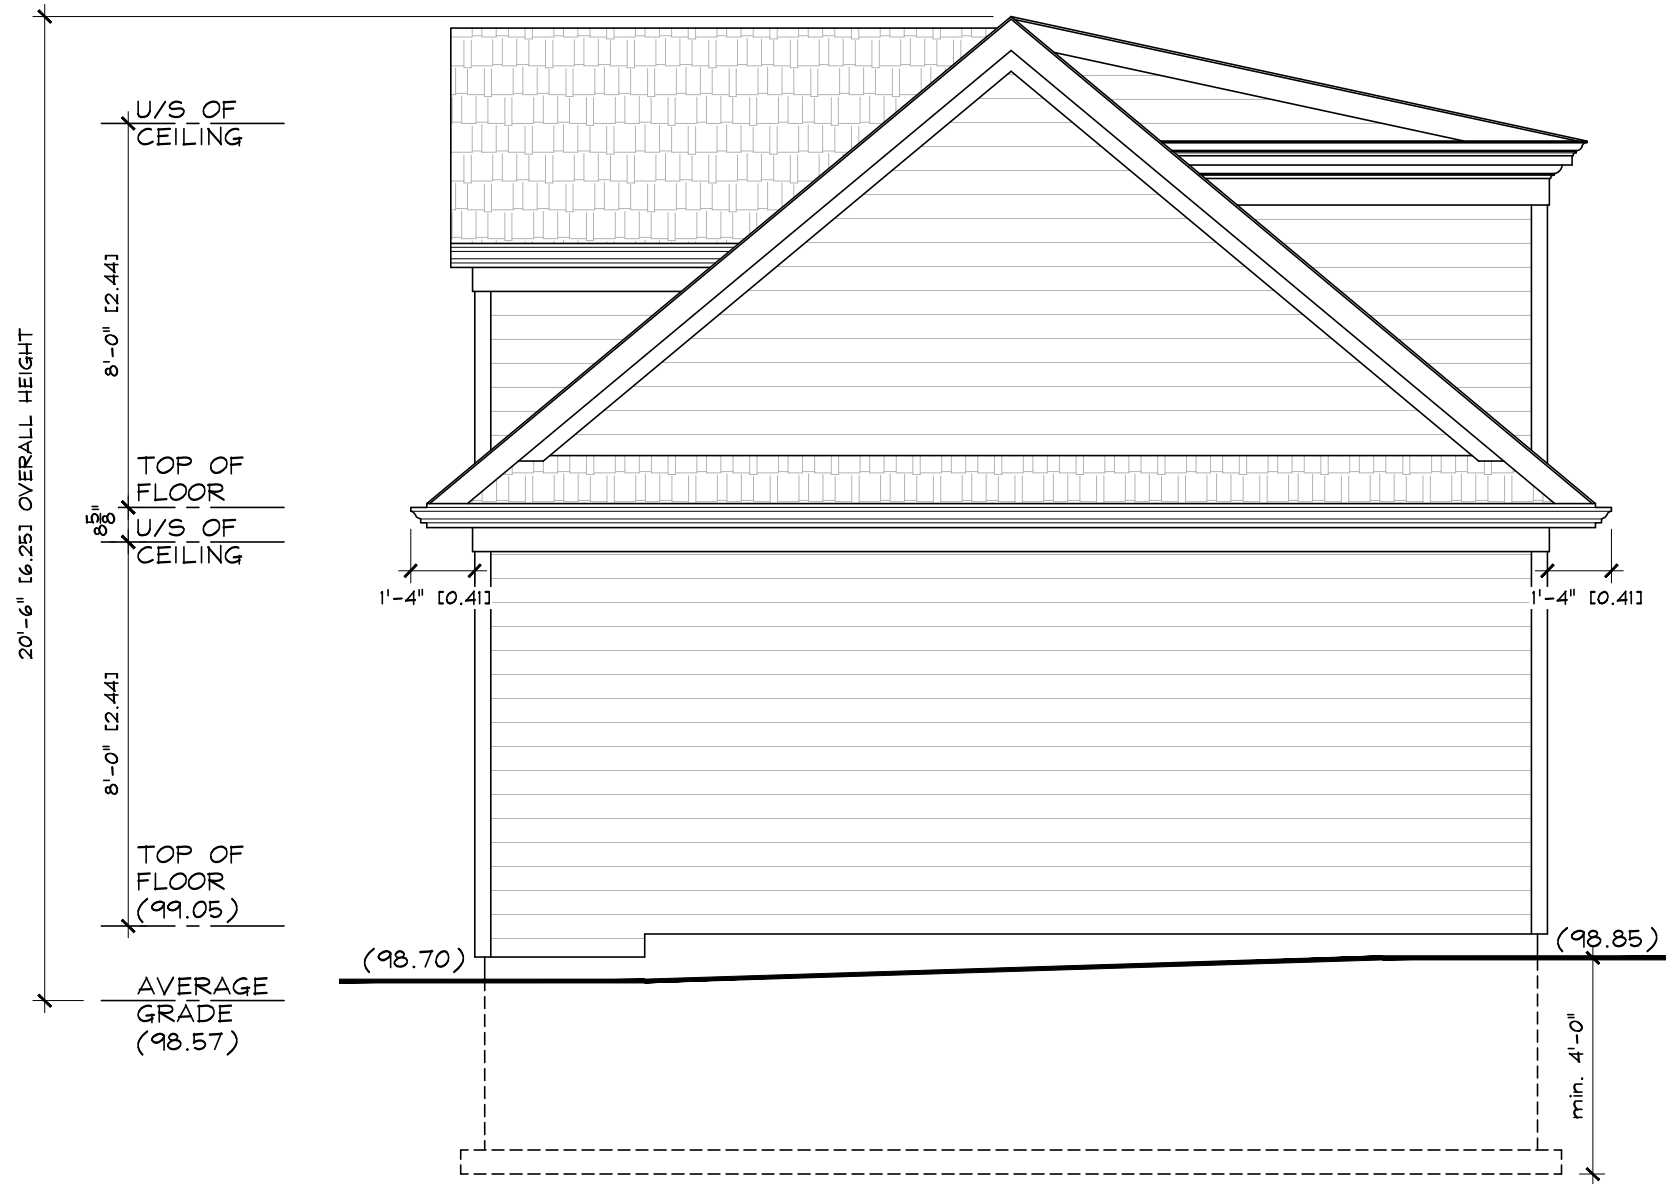 U/S OF
CEILING
8'-0" [2.44]
20'-6" [6.25] OVERALL HEIGHT
TOP OF
FLOOR
8 5/8"
U/S OF
CEILING
1'-4" [0.41]
1'-4" [0.41]
8'-0" [2.44]
TOP OF
FLOOR
(99.05)
(98.70)
(98.85)
AVERAGE
GRADE
(98.57)
min. 4'-0"